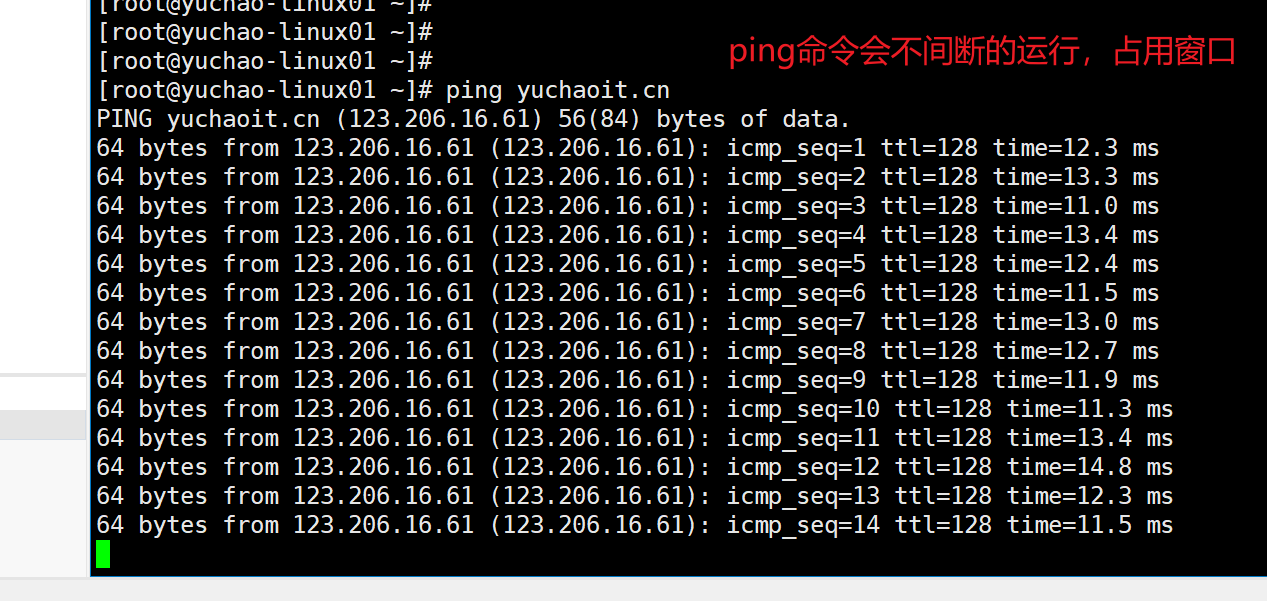 [root@yuchao-linux01 ~]#
[root@yuchao-linux01 ~]#
ping命令会不间断的运行，占用窗口
[root@yuchao-linux01 ~]#
[root@yuchao-linux01 ~]# ping yuchaoit.cn
PING yuchaoit.cn (123.206.16.61) 56(84) bytes of data.
64 bytes from 123.206.16.61 (123.206.16.61): icmp_seq=1 ttl=128 time=12.3 ms
64 bytes from 123.206.16.61 (123.206.16.61): icmp_seq=2 ttl=128 time=13.3 ms
64 bytes from 123.206.16.61 (123.206.16.61): icmp_seq=3 ttl=128 time=11.0 ms
64 bytes from 123.206.16.61 (123.206.16.61): icmp_seq=4 ttl=128 time=13.4 ms
64 bytes from 123.206.16.61 (123.206.16.61): icmp_seq=5 ttl=128 time=12.4 ms
64 bytes from 123.206.16.61 (123.206.16.61): icmp_seq=6 ttl=128 time=11.5 ms
64 bytes from 123.206.16.61 (123.206.16.61): icmp_seq=7 ttl=128 time=13.0 ms
64 bytes from 123.206.16.61 (123.206.16.61): icmp_seq=8 ttl=128 time=12.7 ms
64 bytes from 123.206.16.61 (123.206.16.61): icmp_seq=9 ttl=128 time=11.9 ms
64 bytes from 123.206.16.61 (123.206.16.61): icmp_seq=10 ttl=128 time=11.3 ms
64 bytes from 123.206.16.61 (123.206.16.61): icmp_seq=11 ttl=128 time=13.4 ms
64 bytes from 123.206.16.61 (123.206.16.61): icmp_seq=12 ttl=128 time=14.8 ms
64 bytes from 123.206.16.61 (123.206.16.61): icmp_seq=13 ttl=128 time=12.3 ms
64 bytes from 123.206.16.61 (123.206.16.61): icmp_seq=14 ttl=128 time=11.5 ms